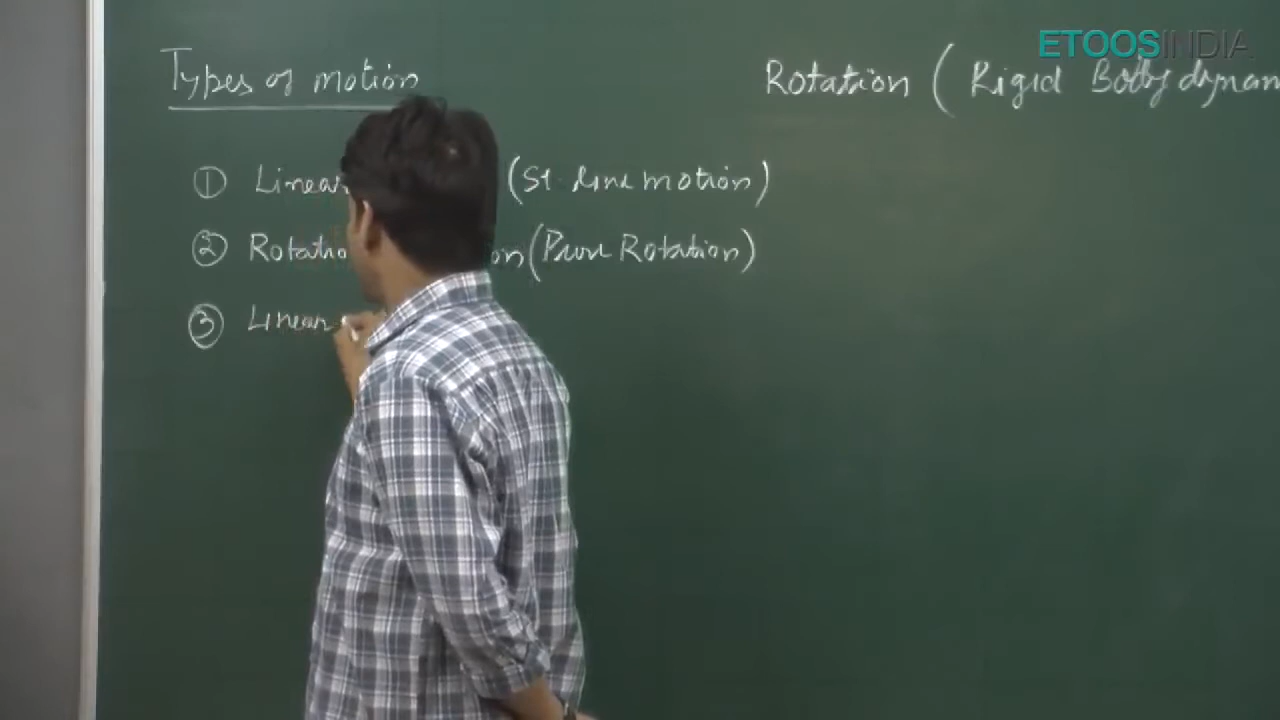 ETOOSINDIA
Types of motion
Rotation ( Rigid Body dynam
① Linear (St. line motion)
② Rotatio on (Pure Rotation)
③ Linear